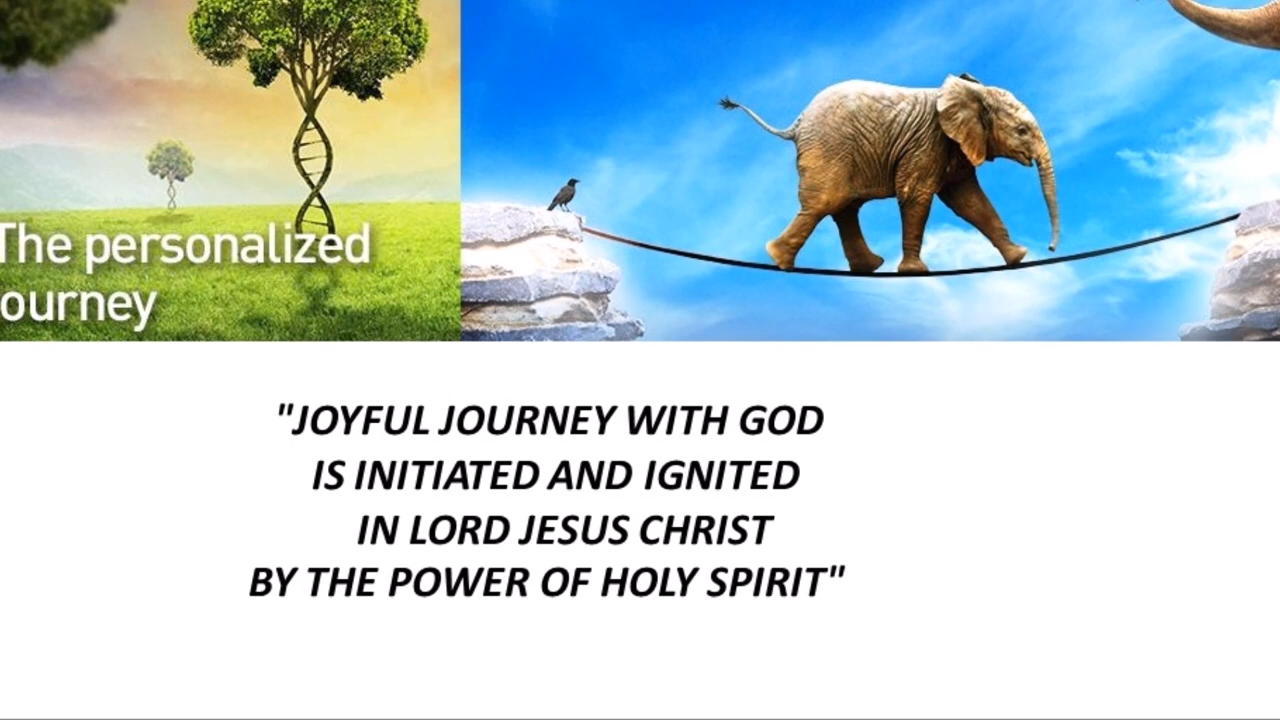 The personalized
ourney
"JOYFUL JOURNEY WITH GOD
IS INITIATED AND IGNITED
IN LORD JESUS CHRIST
BY THE POWER OF HOLY SPIRIT"